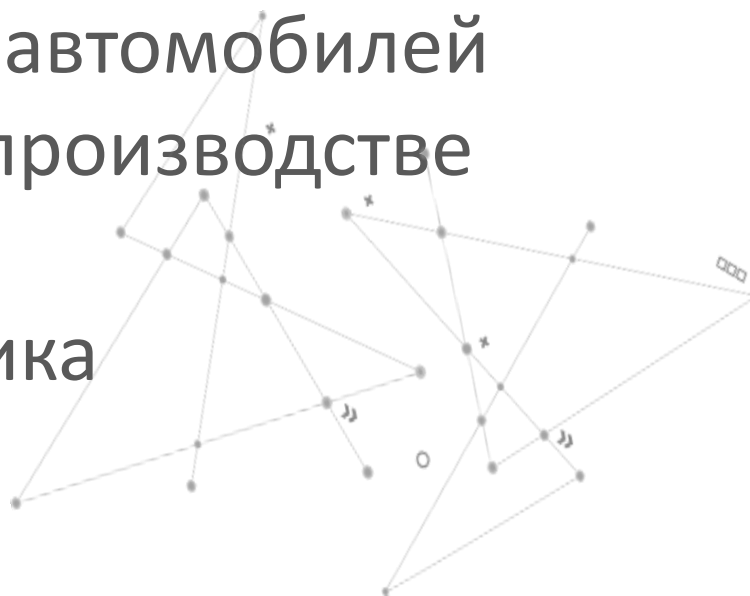 автомобилей
производстве
ика